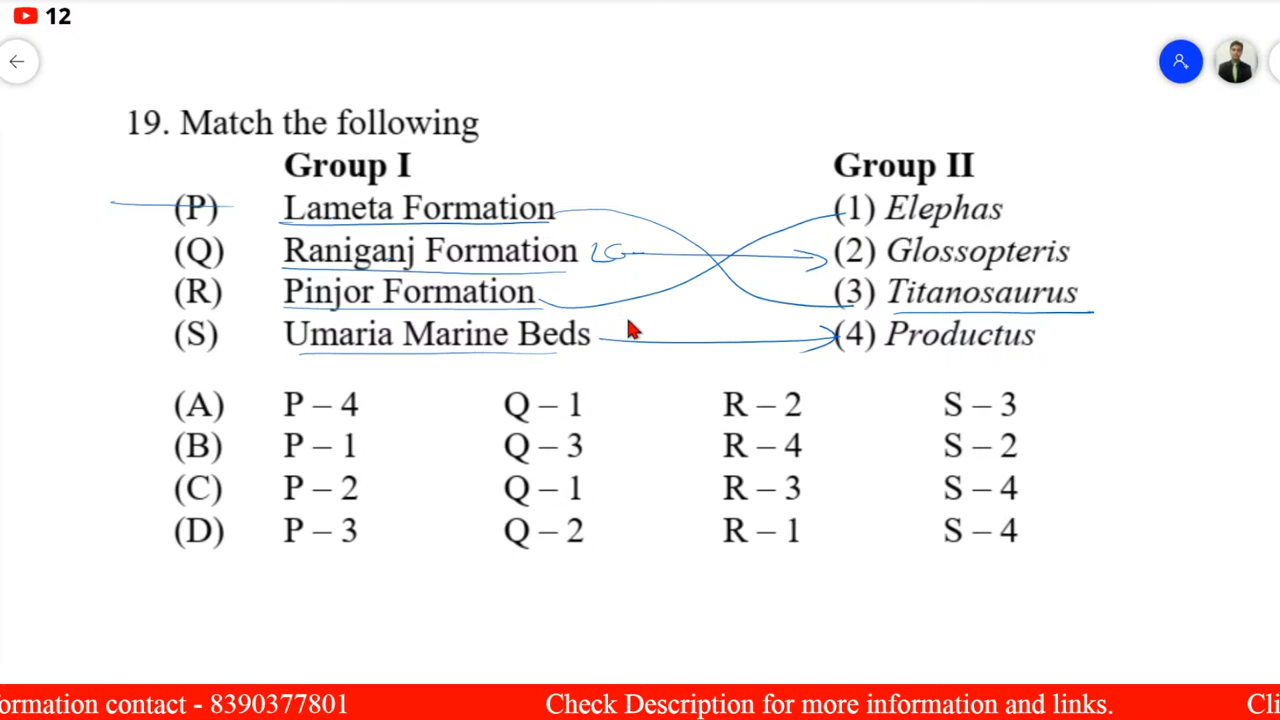 12
19. Match the following
Group I Group II
(P) Lameta Formation (1) Elephas
(Q) Raniganj Formation LG (2) Glossopteris
(R) Pinjor Formation (3) Titanosaurus
(S) Umaria Marine Beds (4) Productus
(A) P – 4 Q – 1 R – 2 S – 3
(B) P – 1 Q – 3 R – 4 S – 2
(C) P – 2 Q – 1 R – 3 S – 4
(D) P – 3 Q – 2 R – 1 S – 4
formation contact - 8390377801 Check Description for more information and links. Cli